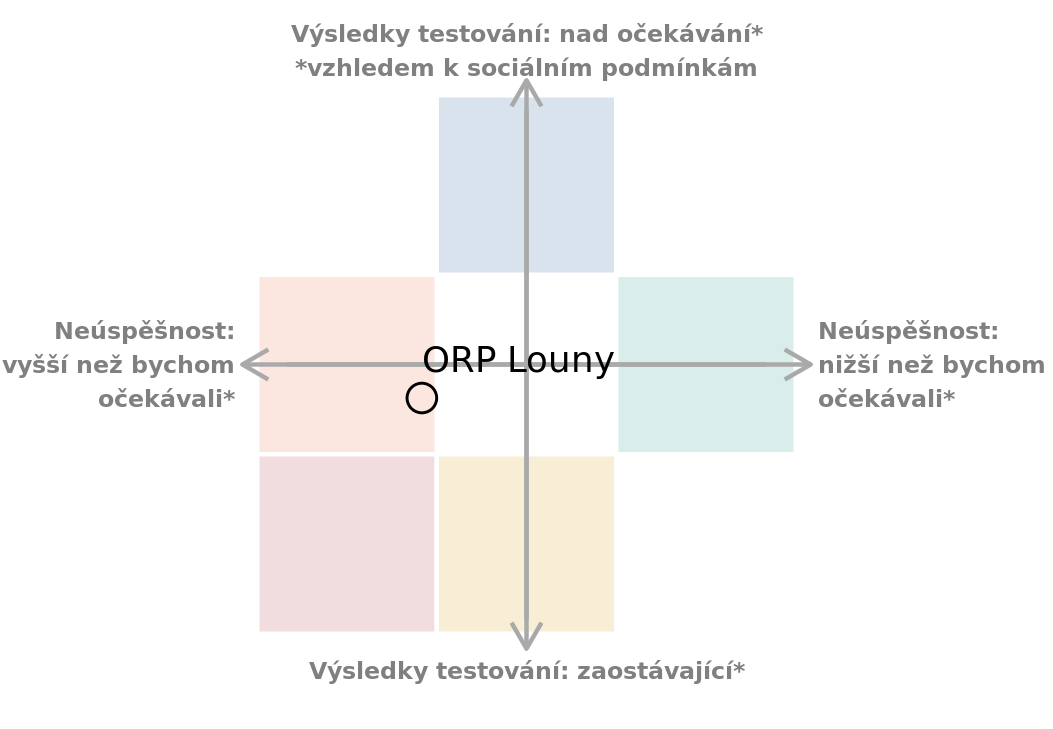 Výsledky testování: nad očekávání*
*vzhledem k sociálním podmínkám
Neúspěšnost:
vyšší než bychom
očekávali*
ORP Louny
Neúspěšnost:
nižší než bychom
očekávali*
Výsledky testování: zaostávající*